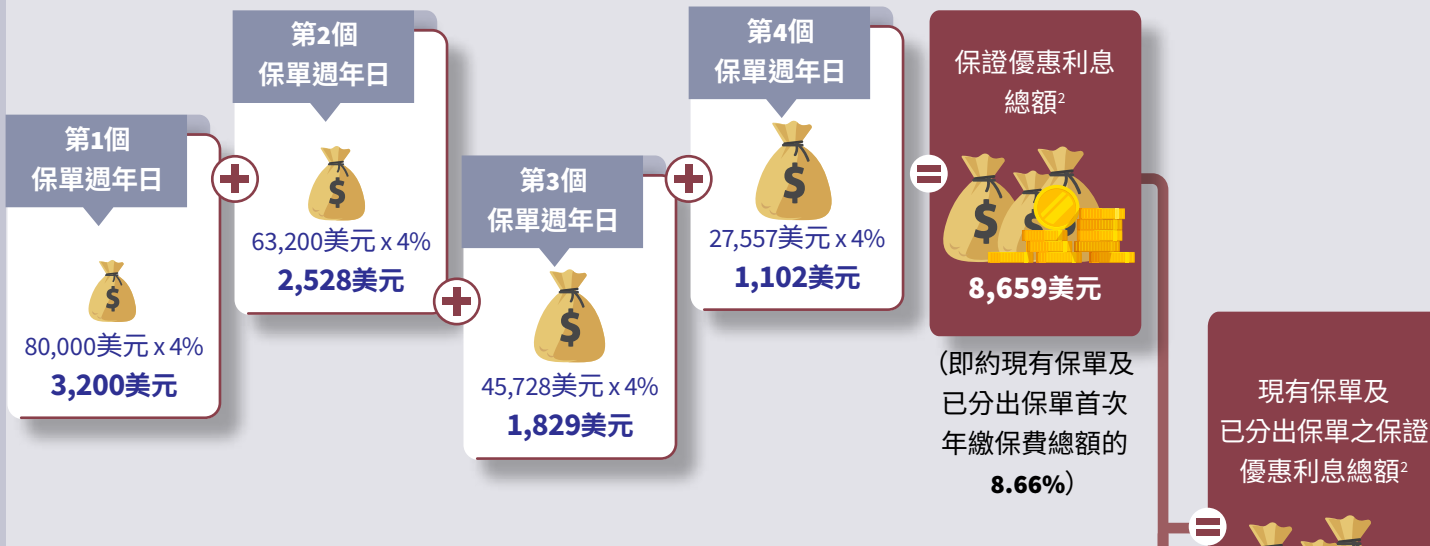 第1個
保單週年日
80,000美元 x 4%
3,200美元
第2個
保單週年日
63,200美元 x 4%
2,528美元
第3個
保單週年日
45,728美元 x 4%
1,829美元
第4個
保單週年日
27,557美元 x 4%
1,102美元
保證優惠利息
總額2
8,659美元
(即約現有保單及
已分出保單首次
年繳保費總額的
8.66%)
現有保單及
已分出保單之保證
優惠利息總額2